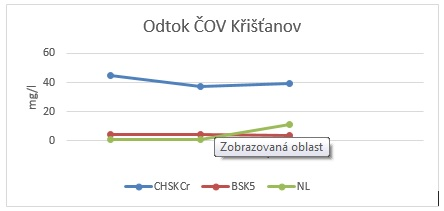 Odtok ČOV Křišťanov
60
40
20
0
mg/l
Zobrazovaná oblast
CHSKCr BSK5 NL